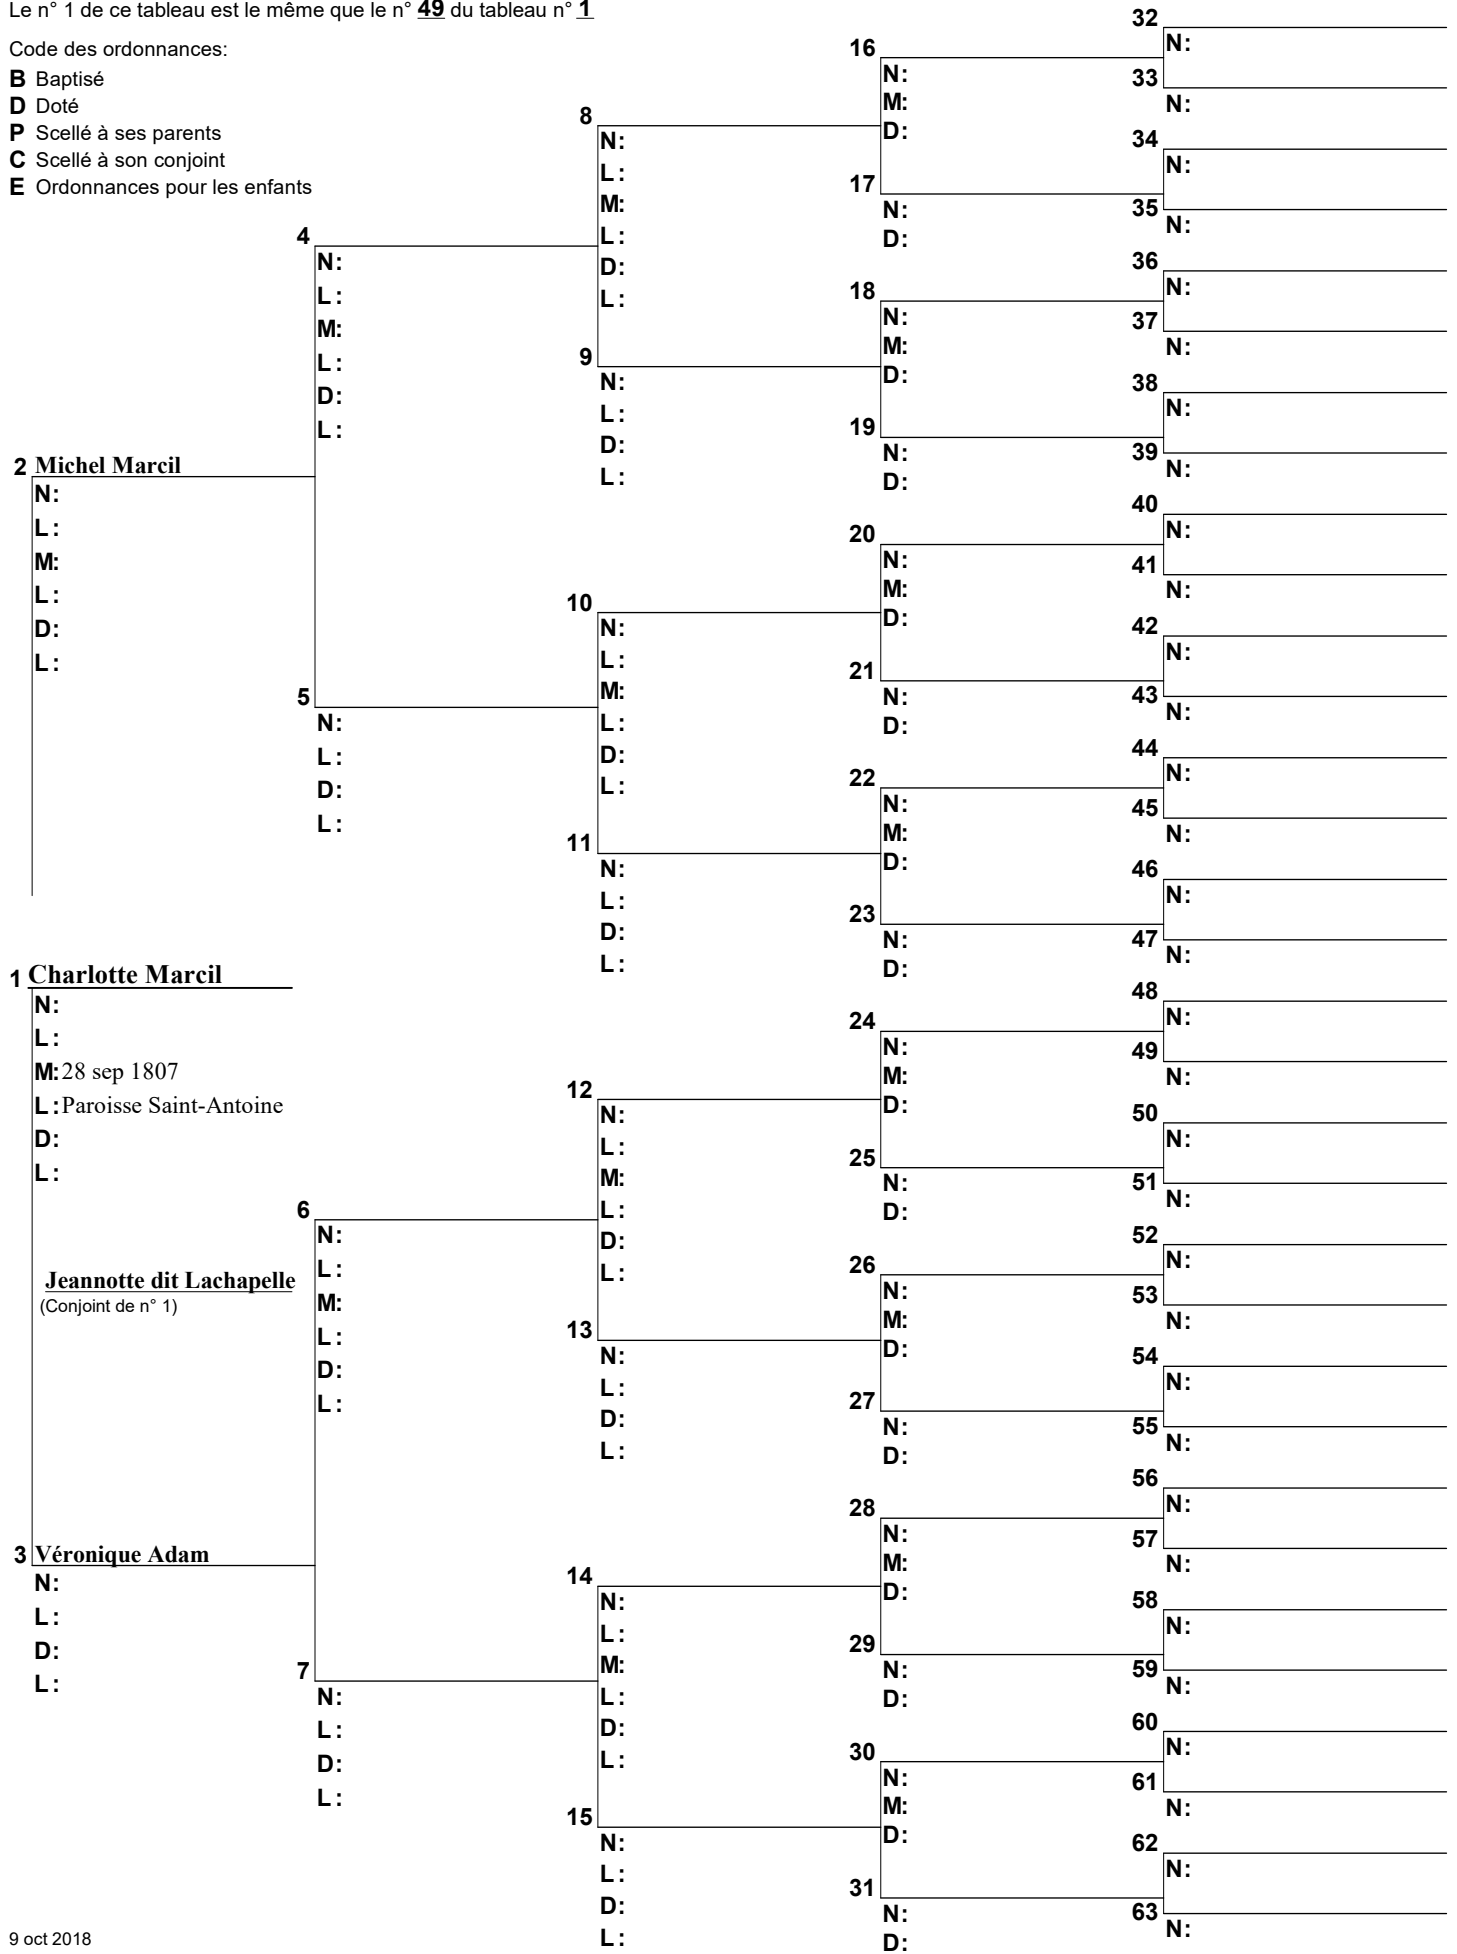 Le n° 1 de ce tableau est le même que le n° 49 du tableau n° 1
Code des ordonnances:
B Baptisé
D Doté
P Scellé à ses parents
C Scellé à son conjoint
E Ordonnances pour les enfants
2 Michel Marcil
N:
L:
M:
L:
D:
L:
1 Charlotte Marcil
N:
L:
M: 28 sep 1807
L: Paroisse Saint-Antoine
D:
L:
Jeannotte dit Lachapelle
(Conjoint de n° 1)
3 Véronique Adam
N:
L:
D:
L:
9 oct 2018
4
N:
L:
M:
L:
D:
L:
5
N:
L:
D:
L:
6
N:
L:
M:
L:
D:
L:
7
N:
L:
D:
L:
8
N:
L:
M:
L:
D:
L:
9
N:
L:
D:
L:
10
N:
L:
M:
L:
D:
L:
11
N:
L:
D:
L:
12
N:
L:
M:
L:
D:
L:
13
N:
L:
D:
L:
14
N:
L:
M:
L:
D:
L:
15
N:
L:
D:
L:
16
N:
M:
D:
17
N:
D:
18
N:
M:
D:
19
N:
D:
20
N:
M:
D:
21
N:
D:
22
N:
M:
D:
23
N:
D:
24
N:
M:
D:
25
N:
D:
26
N:
M:
D:
27
N:
D:
28
N:
M:
D:
29
N:
D:
30
N:
M:
D:
31
N:
D:
32
N:
33
N:
34
N:
35
N:
36
N:
37
N:
38
N:
39
N:
40
N:
41
N:
42
N:
43
N:
44
N:
45
N:
46
N:
47
N:
48
N:
49
N:
50
N:
51
N:
52
N:
53
N:
54
N:
55
N:
56
N:
57
N:
58
N:
59
N:
60
N:
61
N:
62
N:
63
N: